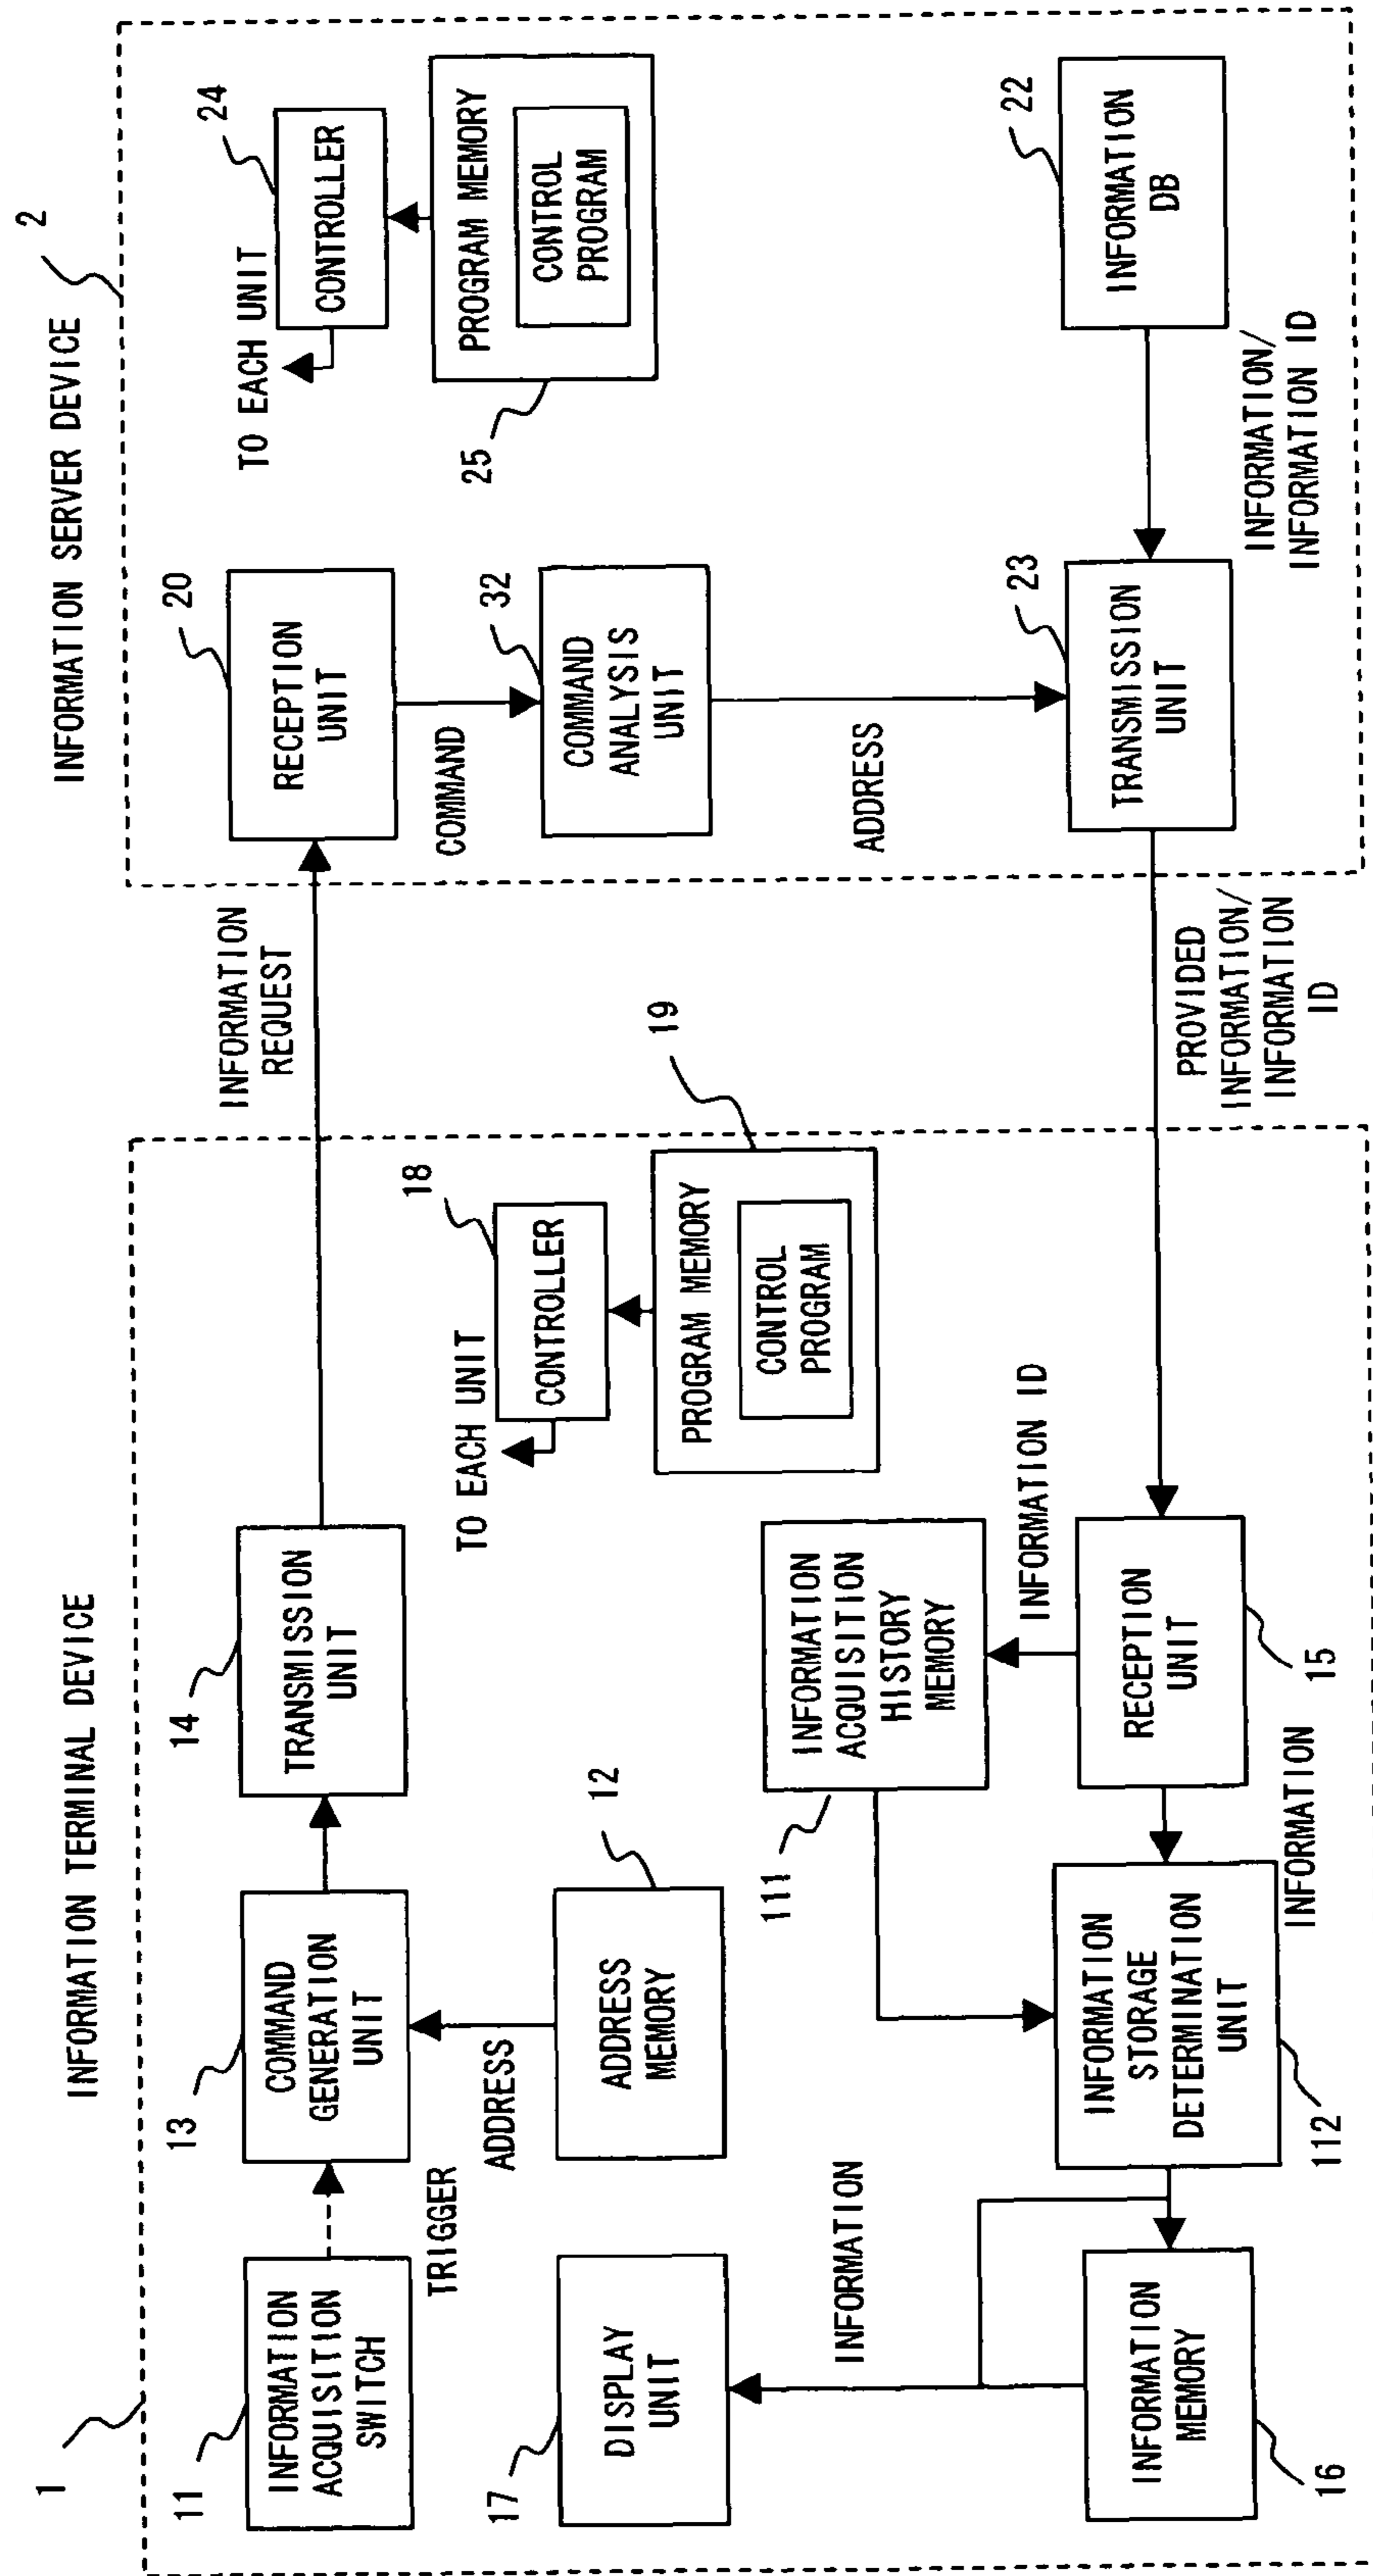 1
INFORMATION TERMINAL DEVICE
11
INFORMATION
ACQUISITION
SWITCH
TRIGGER
13
COMMAND
GENERATION
UNIT
14
TRANSMISSION
UNIT
ADDRESS
12
ADDRESS
MEMORY
17
DISPLAY
UNIT
INFORMATION
16
INFORMATION
MEMORY
112
INFORMATION
STORAGE
DETERMINATION
UNIT
111
INFORMATION
ACQUISITION
HISTORY
MEMORY
INFORMATION
INFORMATION ID
15
RECEPTION
UNIT
TO EACH UNIT
18
CONTROLLER
19
PROGRAM MEMORY
CONTROL
PROGRAM
INFORMATION
REQUEST
PROVIDED
INFORMATION/
INFORMATION
ID
INFORMATION SERVER DEVICE
2
20
RECEPTION
UNIT
COMMAND
32
COMMAND
ANALYSIS
UNIT
ADDRESS
23
TRANSMISSION
UNIT
TO EACH UNIT
24
CONTROLLER
25
PROGRAM MEMORY
CONTROL
PROGRAM
22
INFORMATION
DB
INFORMATION/
INFORMATION ID